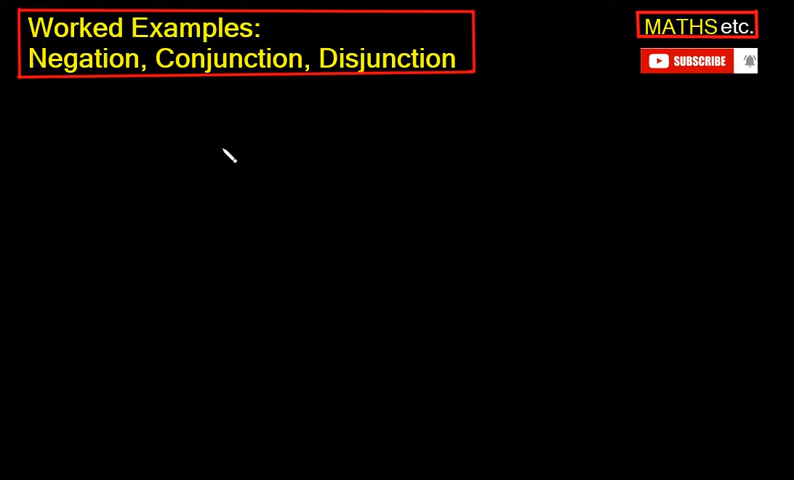 Worked Examples:
Negation, Conjunction, Disjunction
MATHS etc.
SUBSCRIBE